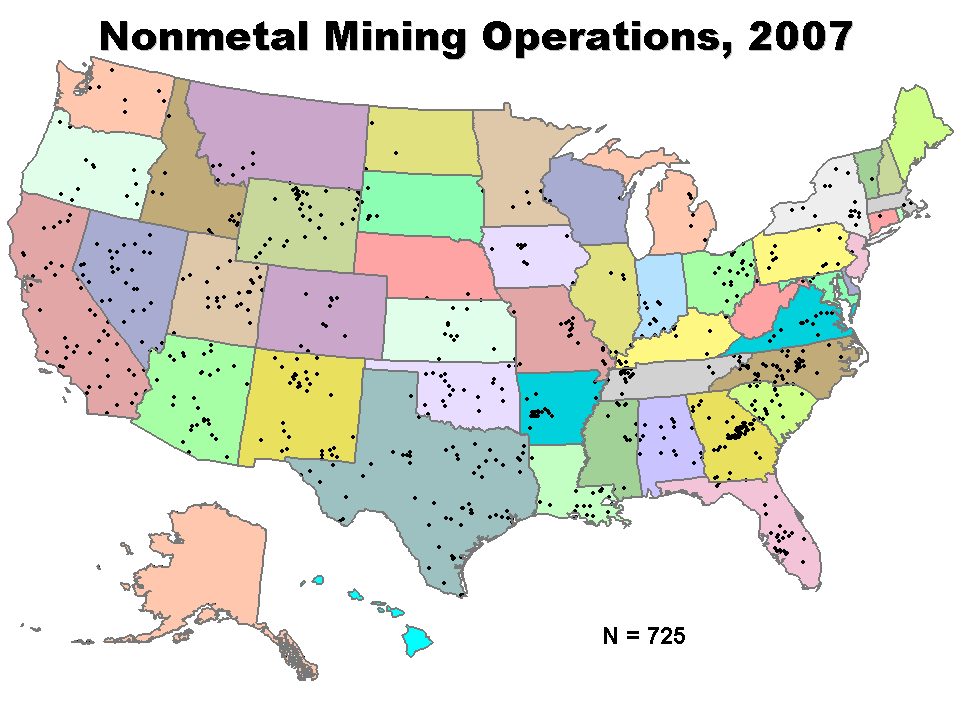 Nonmetal Mining Operations, 2007
N = 725